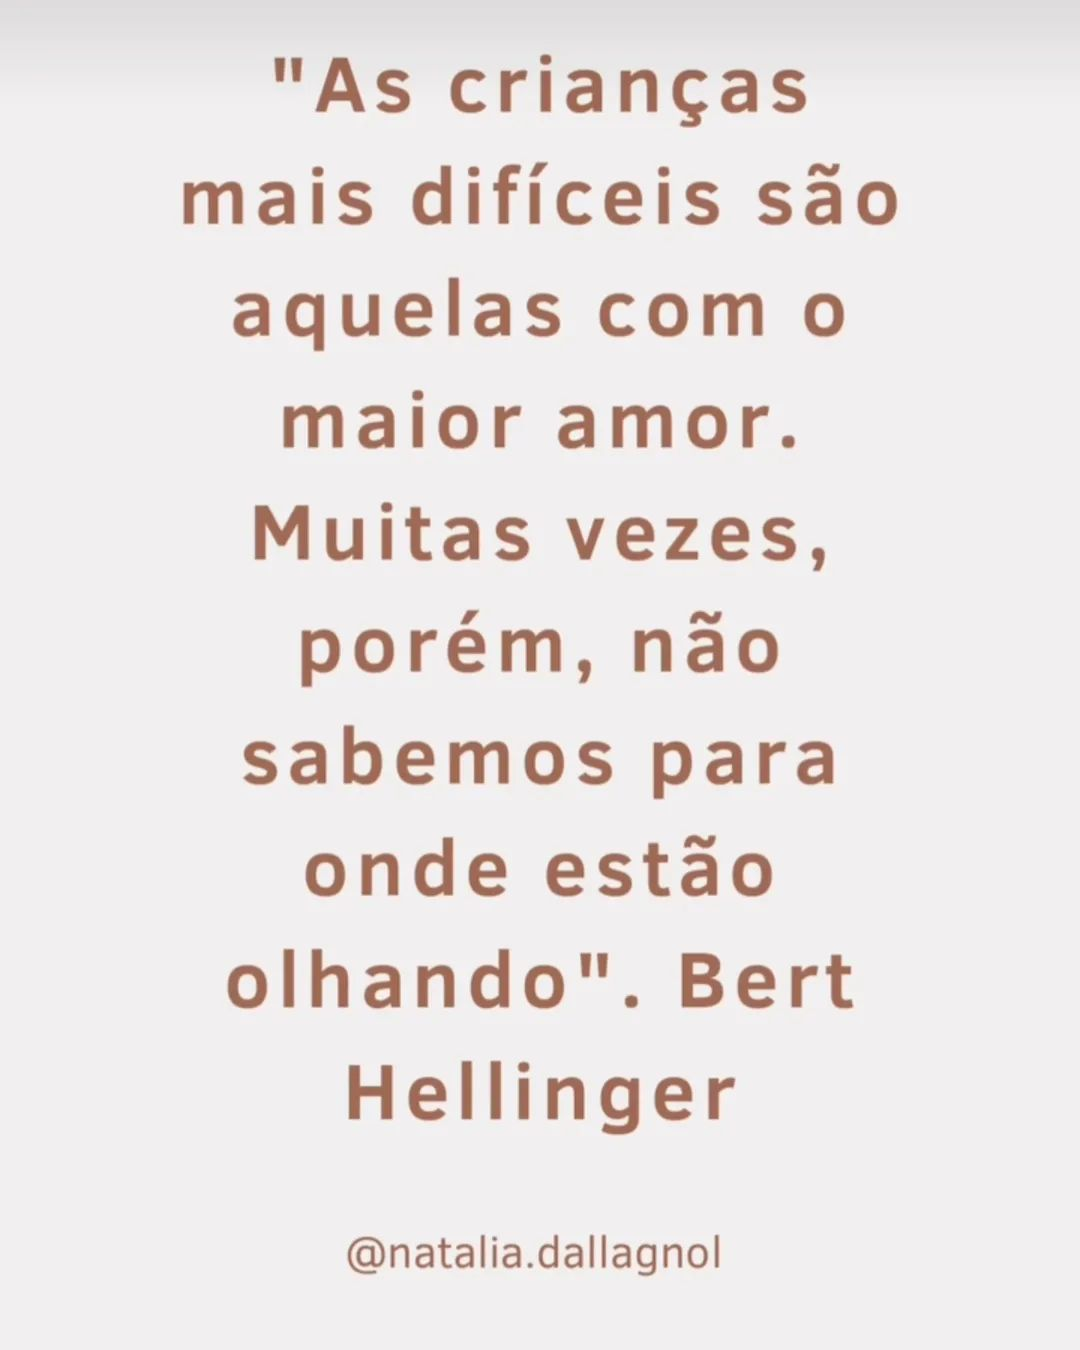 "As crianças
mais difíceis são
aquelas com o
maior amor.
Muitas vezes,
porém, não
sabemos para
onde estão
olhando". Bert
Hellinger
@natalia.dallagnol